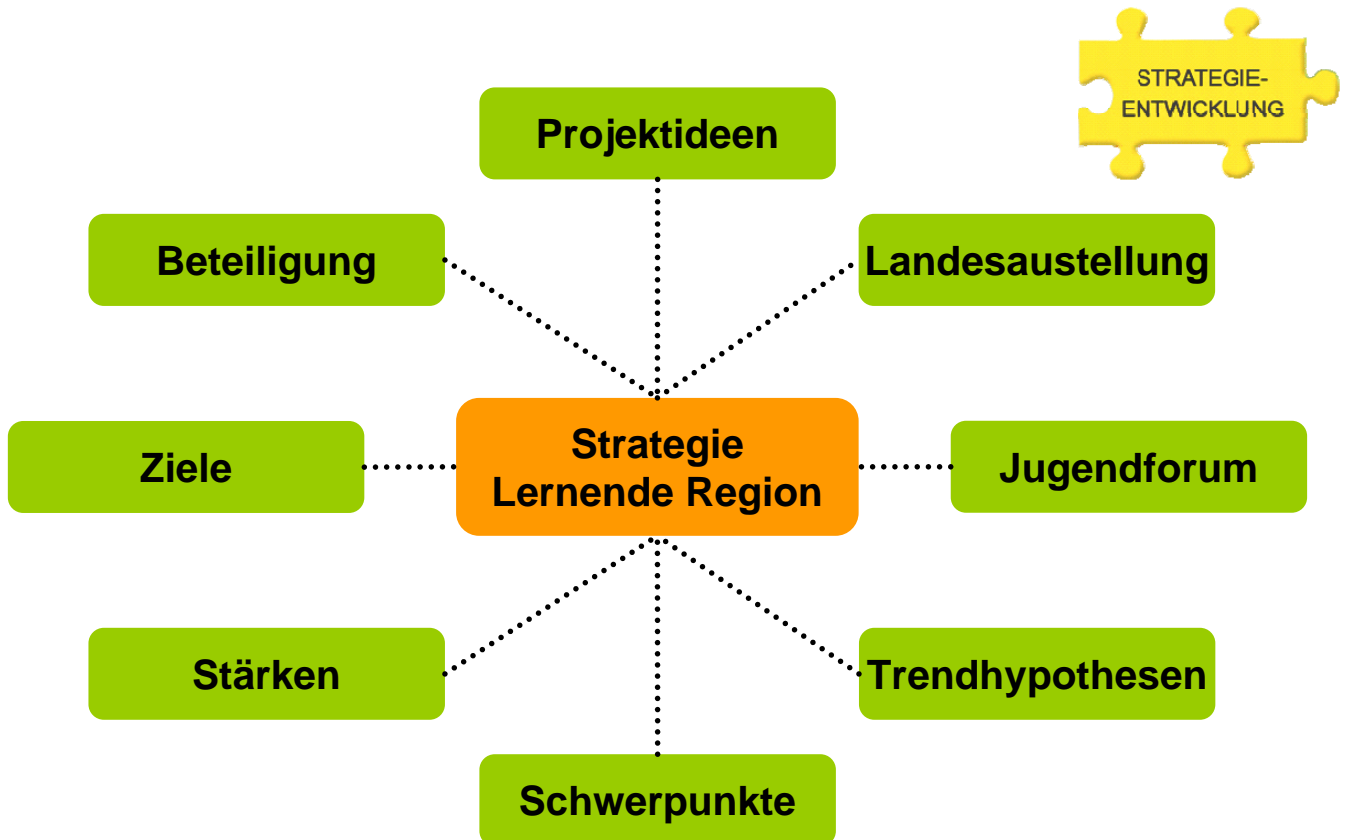 STRATEGIE-
ENTWICKLUNG
Projektideen
Beteiligung
Landesaustellung
Ziele
Strategie
Lernende Region
Jugendforum
Stärken
Trendhypothesen
Schwerpunkte